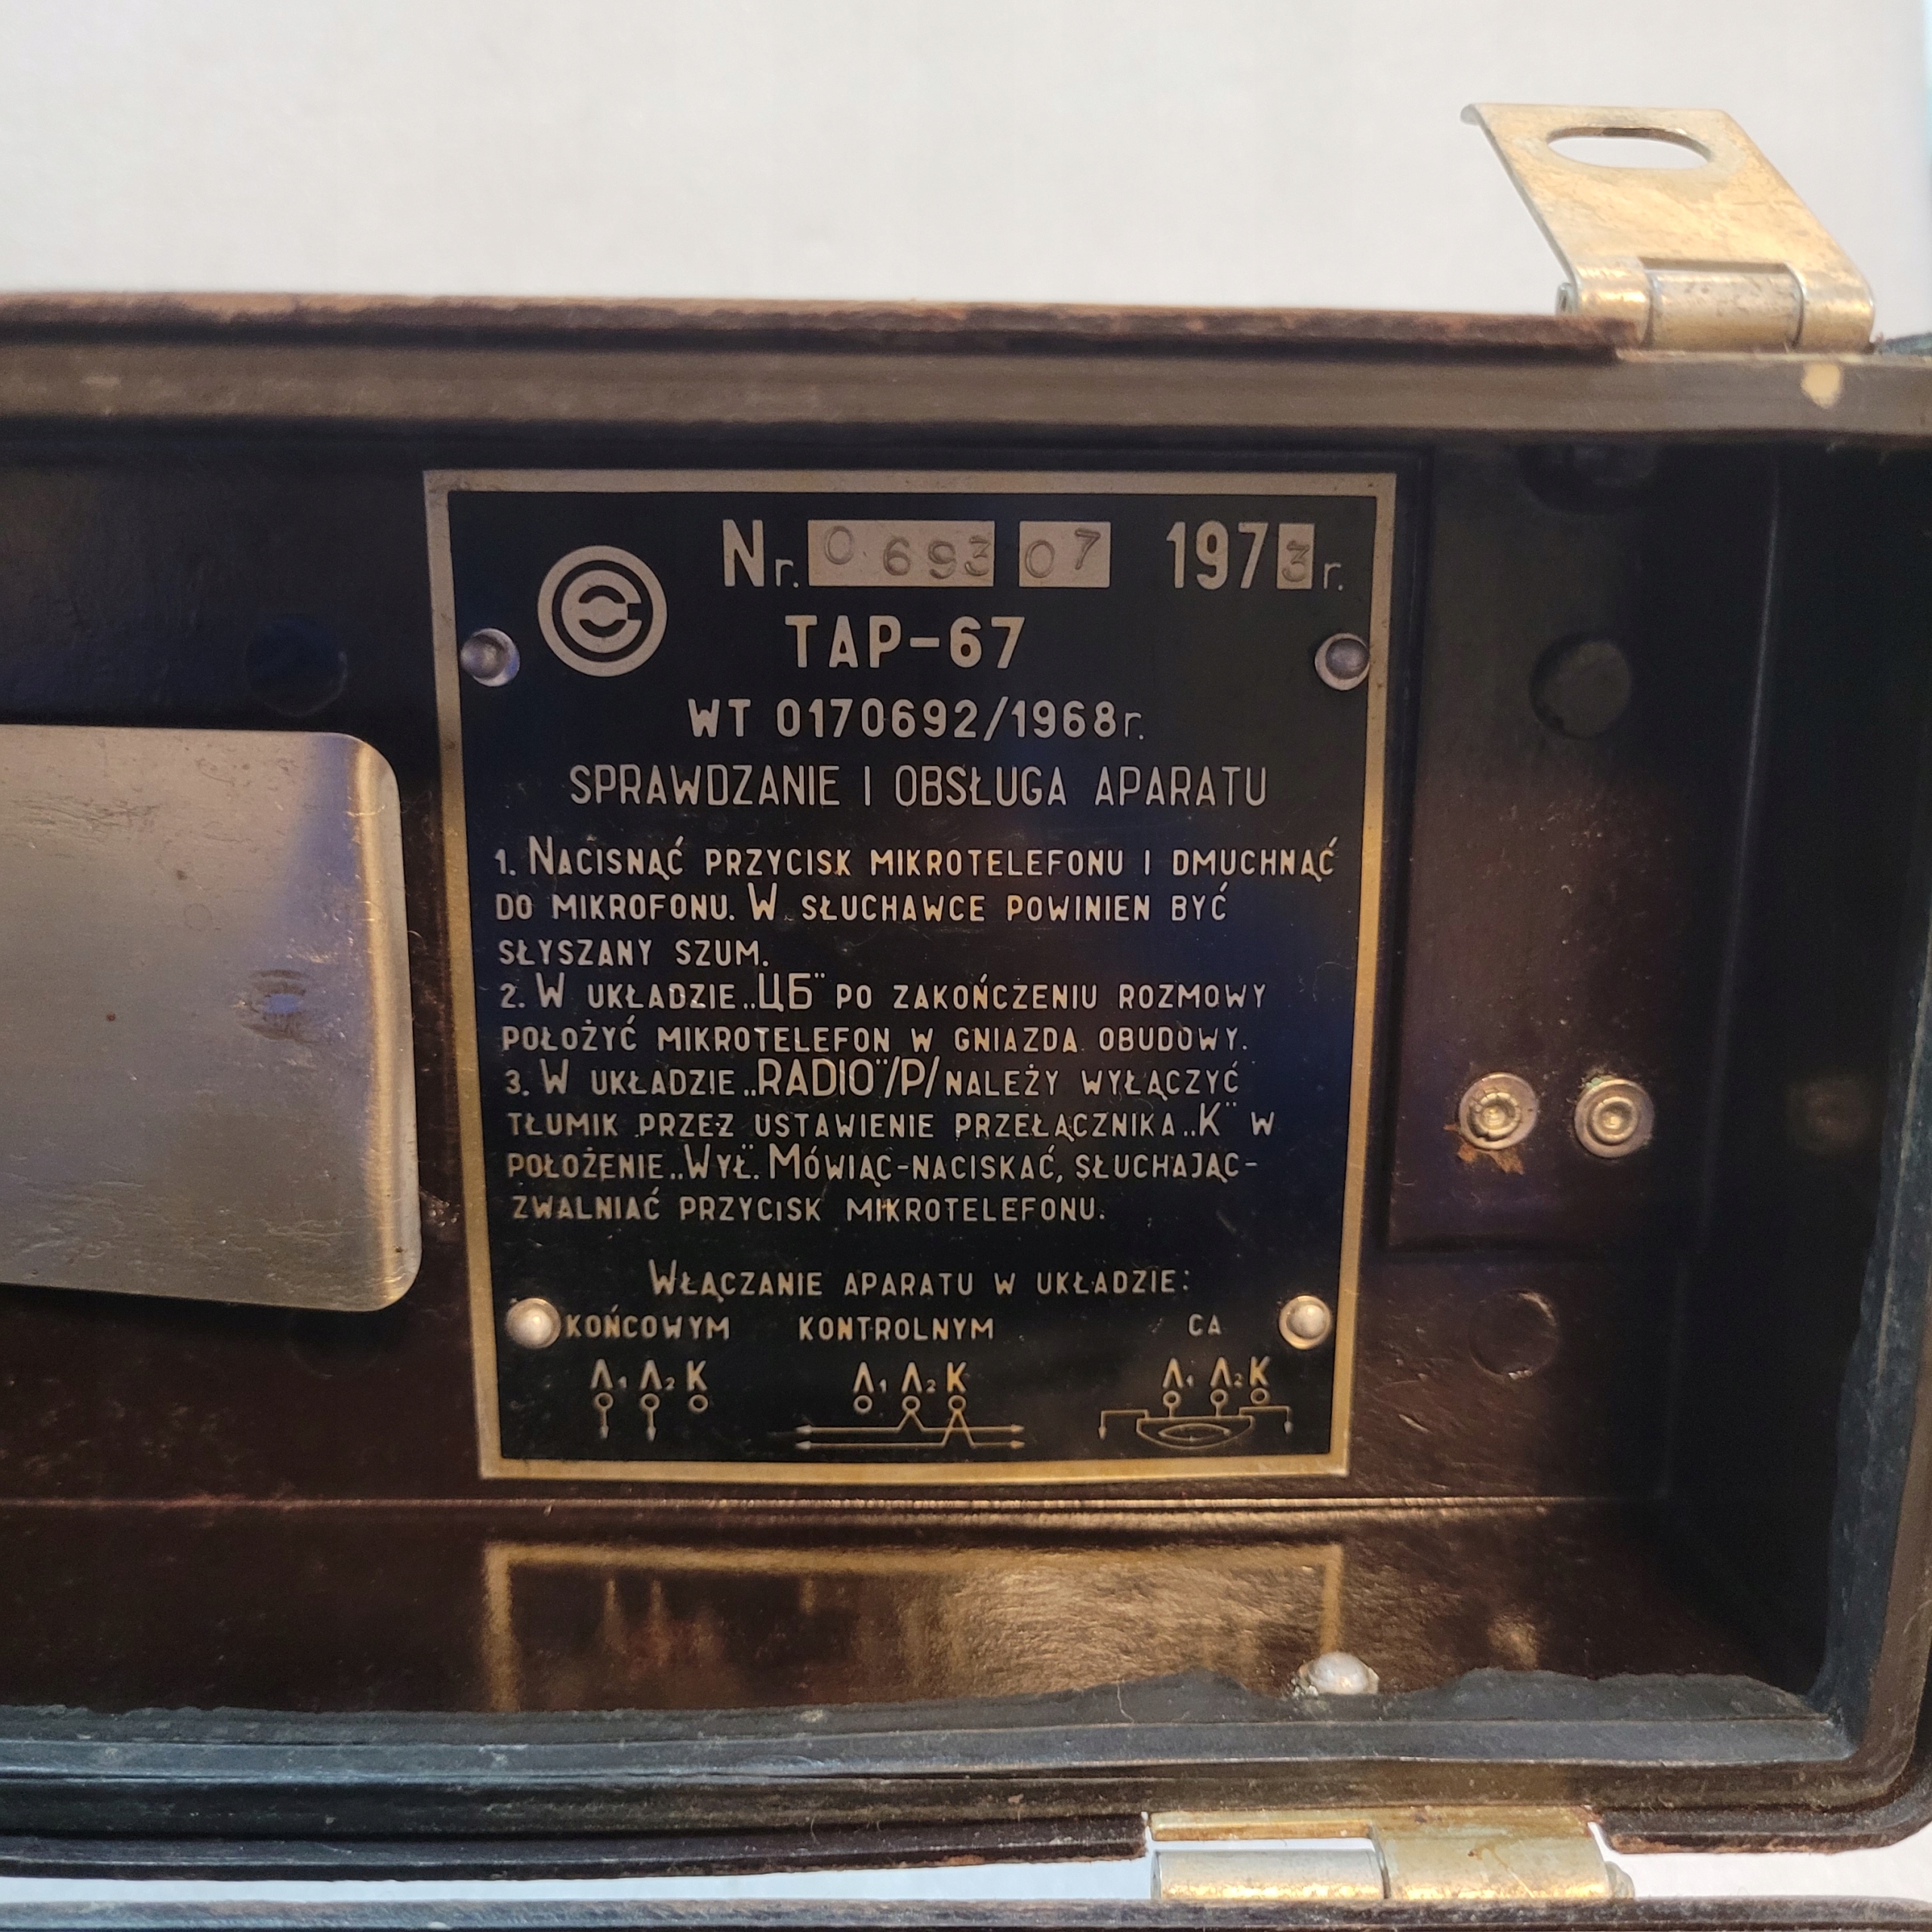 Nr. 0693 07 1973r.
TAP-67
WT 0170692/1968r.
SPRAWDZANIE I OBSŁUGA APARATU
1. NACISNĄĆ PRZYCISK MIKROTELEFONU I DMUCHNĄĆ
DO MIKROFONU. W SŁUCHAWCE POWINIEN BYĆ
SŁYSZANY SZUM.
2. W UKŁADZIE „ЦБ" PO ZAKOŃCZENIU ROZMOWY
POŁOŻYĆ MIKROTELEFON W GNIAZDA OBUDOWY.
3. W UKŁADZIE „RADIO"/P/ NALEŻY WYŁĄCZYĆ
TŁUMIK PRZEZ USTAWIENIE PRZEŁĄCZNIKA „K" W
POŁOŻENIE „WYŁ". MÓWIĄC-NACISKAĆ, SŁUCHAJĄC-
ZWALNIAĆ PRZYCISK MIKROTELEFONU.
WŁĄCZANIE APARATU W UKŁADZIE:
KOŃCOWYM KONTROLNYM CA
Λ1 Λ2 K Λ1 Λ2 K Λ1 Λ2 K